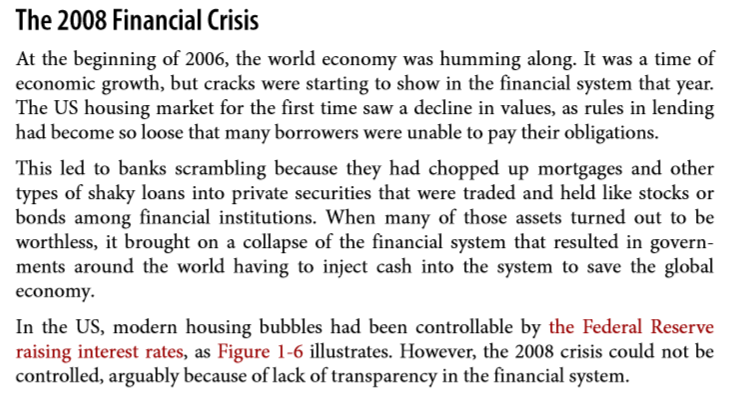 The 2008 Financial Crisis
At the beginning of 2006, the world economy was humming along. It was a time of
economic growth, but cracks were starting to show in the financial system that year.
The US housing market for the first time saw a decline in values, as rules in lending
had become so loose that many borrowers were unable to pay their obligations.
This led to banks scrambling because they had chopped up mortgages and other
types of shaky loans into private securities that were traded and held like stocks or
bonds among financial institutions. When many of those assets turned out to be
worthless, it brought on a collapse of the financial system that resulted in govern-
ments around the world having to inject cash into the system to save the global
economy.
In the US, modern housing bubbles had been controllable by the Federal Reserve
raising interest rates, as Figure 1-6 illustrates. However, the 2008 crisis could not be
controlled, arguably because of lack of transparency in the financial system.